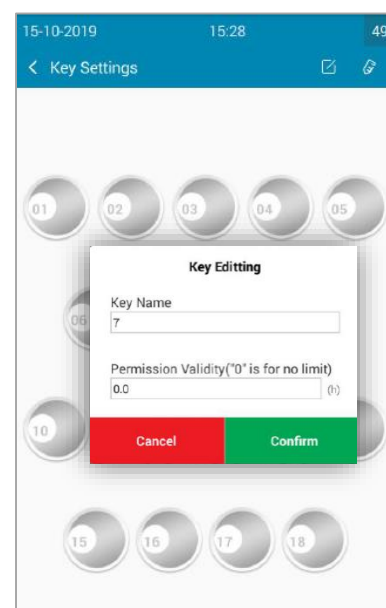 15-10-2019 15:28 49
Key Settings
01 02 03 04 05
Key Editting
Key Name
06
7
Permission Validity("0" is for no limit)
0.0 (h)
10
Cancel Confirm
15 16 17 18